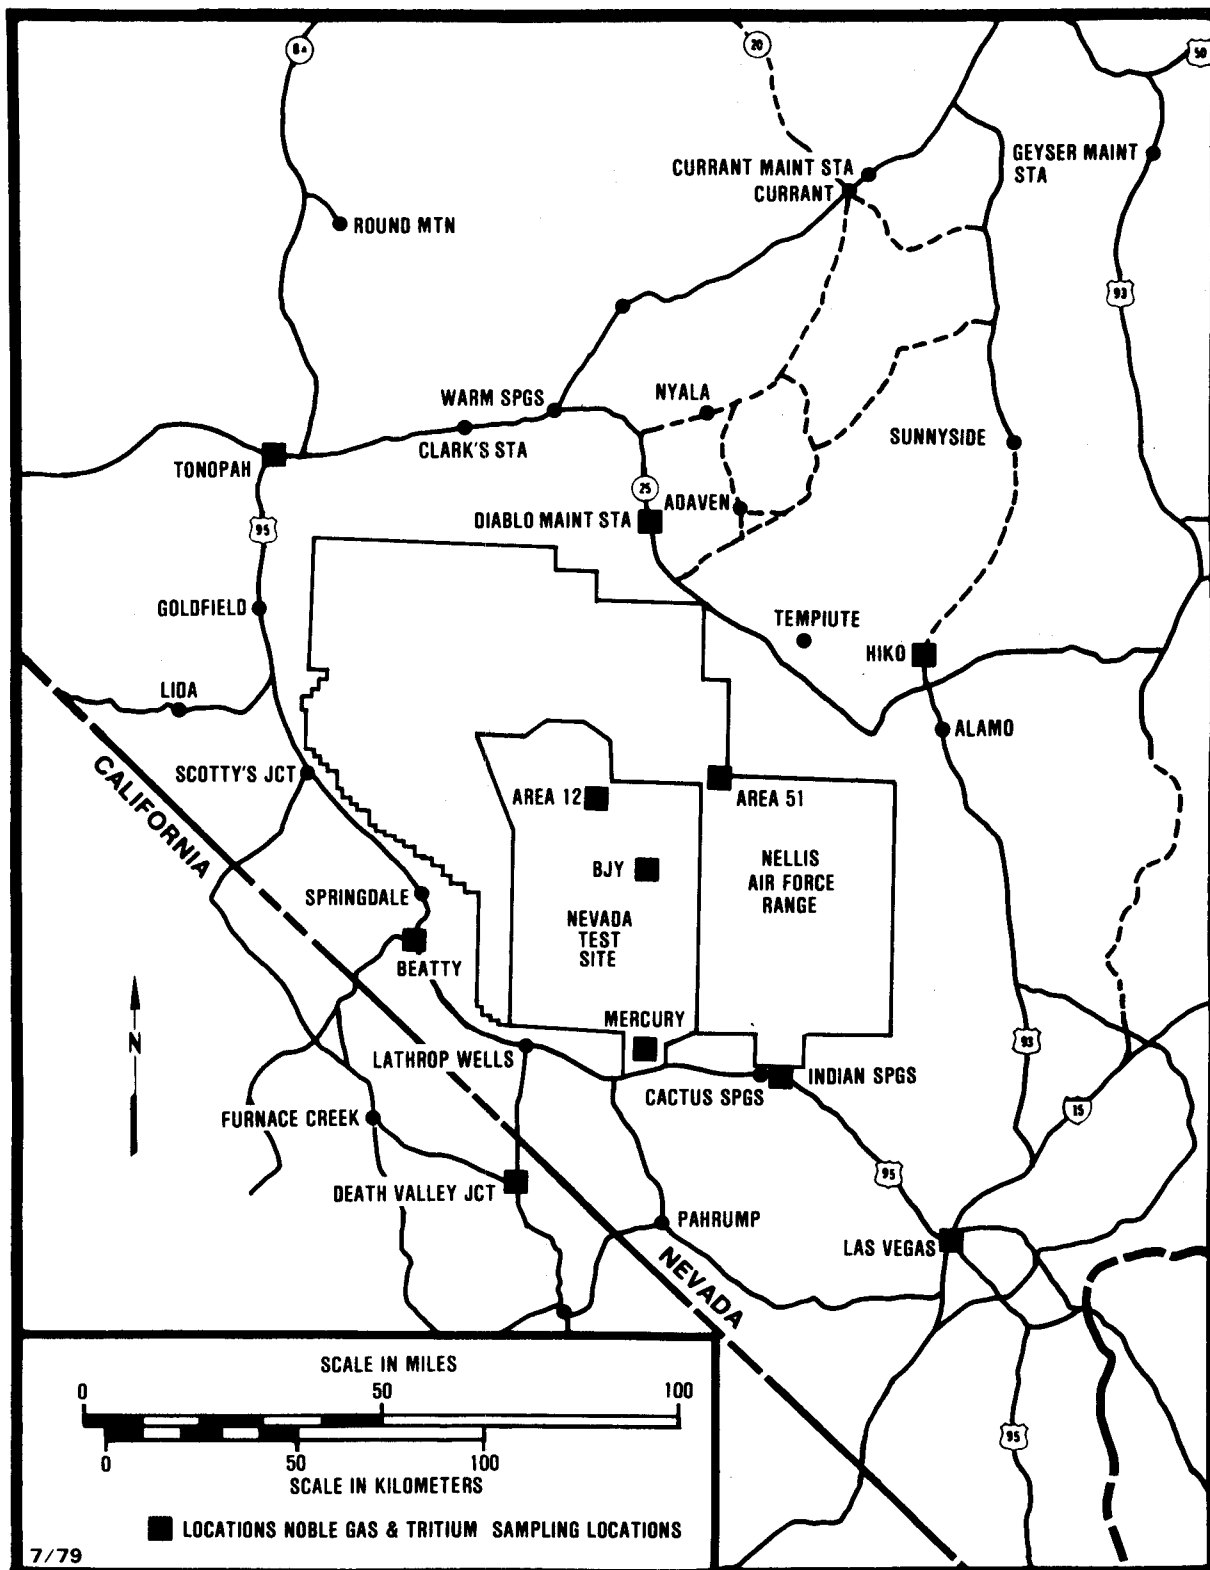 8A
20
50
CURRANT MAINT STA
CURRANT
GEYSER MAINT
STA
ROUND MTN
93
WARM SPGS
NYALA
CLARK'S STA
SUNNYSIDE
TONOPAH
25
ADAVEN
DIABLO MAINT STA
95
GOLDFIELD
TEMPIUTE
HIKO
LIDA
ALAMO
SCOTTY'S JCT
CALIFORNIA
AREA 12
AREA 51
BJY
NELLIS
AIR FORCE
RANGE
SPRINGDALE
NEVADA
TEST
SITE
BEATTY
MERCURY
N
LATHROP WELLS
93
INDIAN SPGS
CACTUS SPGS
15
FURNACE CREEK
95
DEATH VALLEY JCT
PAHRUMP
LAS VEGAS
NEVADA
SCALE IN MILES
0 50 100
0 50 100
SCALE IN KILOMETERS
95
LOCATIONS NOBLE GAS & TRITIUM SAMPLING LOCATIONS
7/79